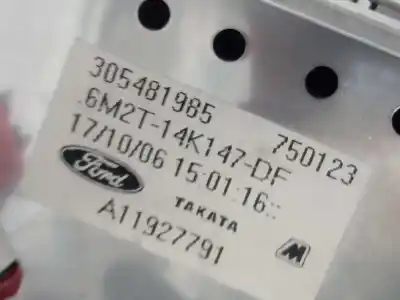 305481985 750123
6M2T-14K147-DF
17/10/06 15:01:16::
Ford TAKATA M
A11927791